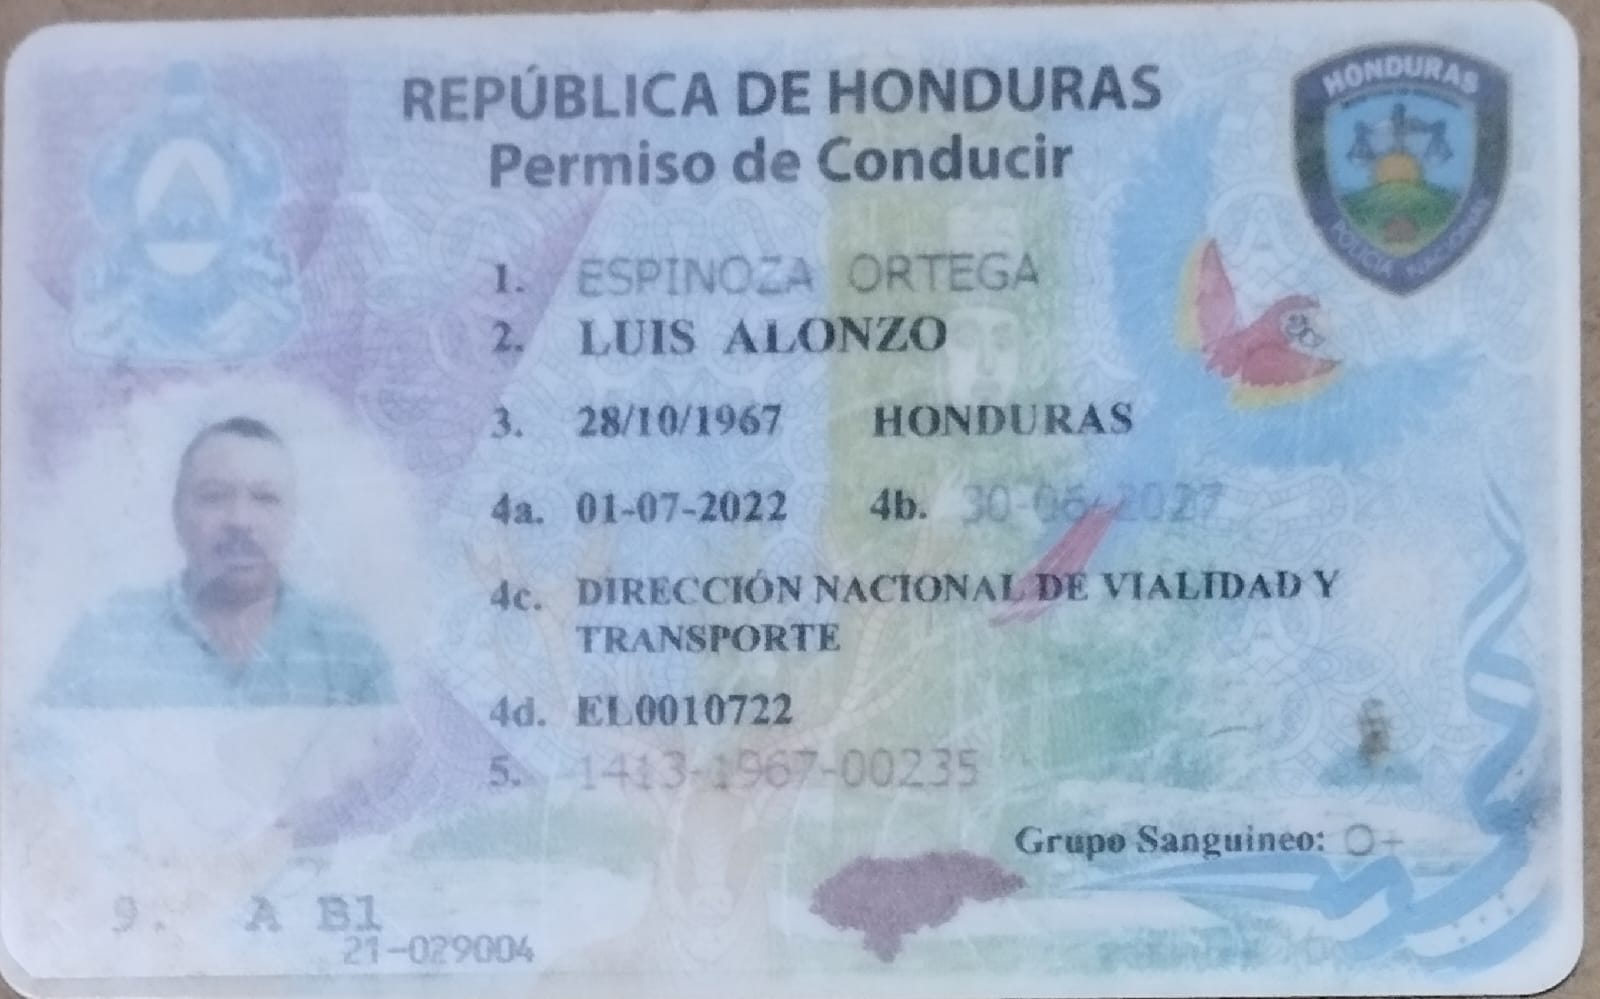 REPÚBLICA DE HONDURAS
Permiso de Conducir
HONDURAS
POLICIA NACIONAL
1. ESPINOZA ORTEGA
2. LUIS ALONZO
3. 28/10/1967 HONDURAS
4a. 01-07-2022 4b. 30-06-2027
4c. DIRECCIÓN NACIONAL DE VIALIDAD Y
TRANSPORTE
4d. EL0010722
5. 1413-1967-00235
Grupo Sanguineo: O+
9. A B1
21-029004